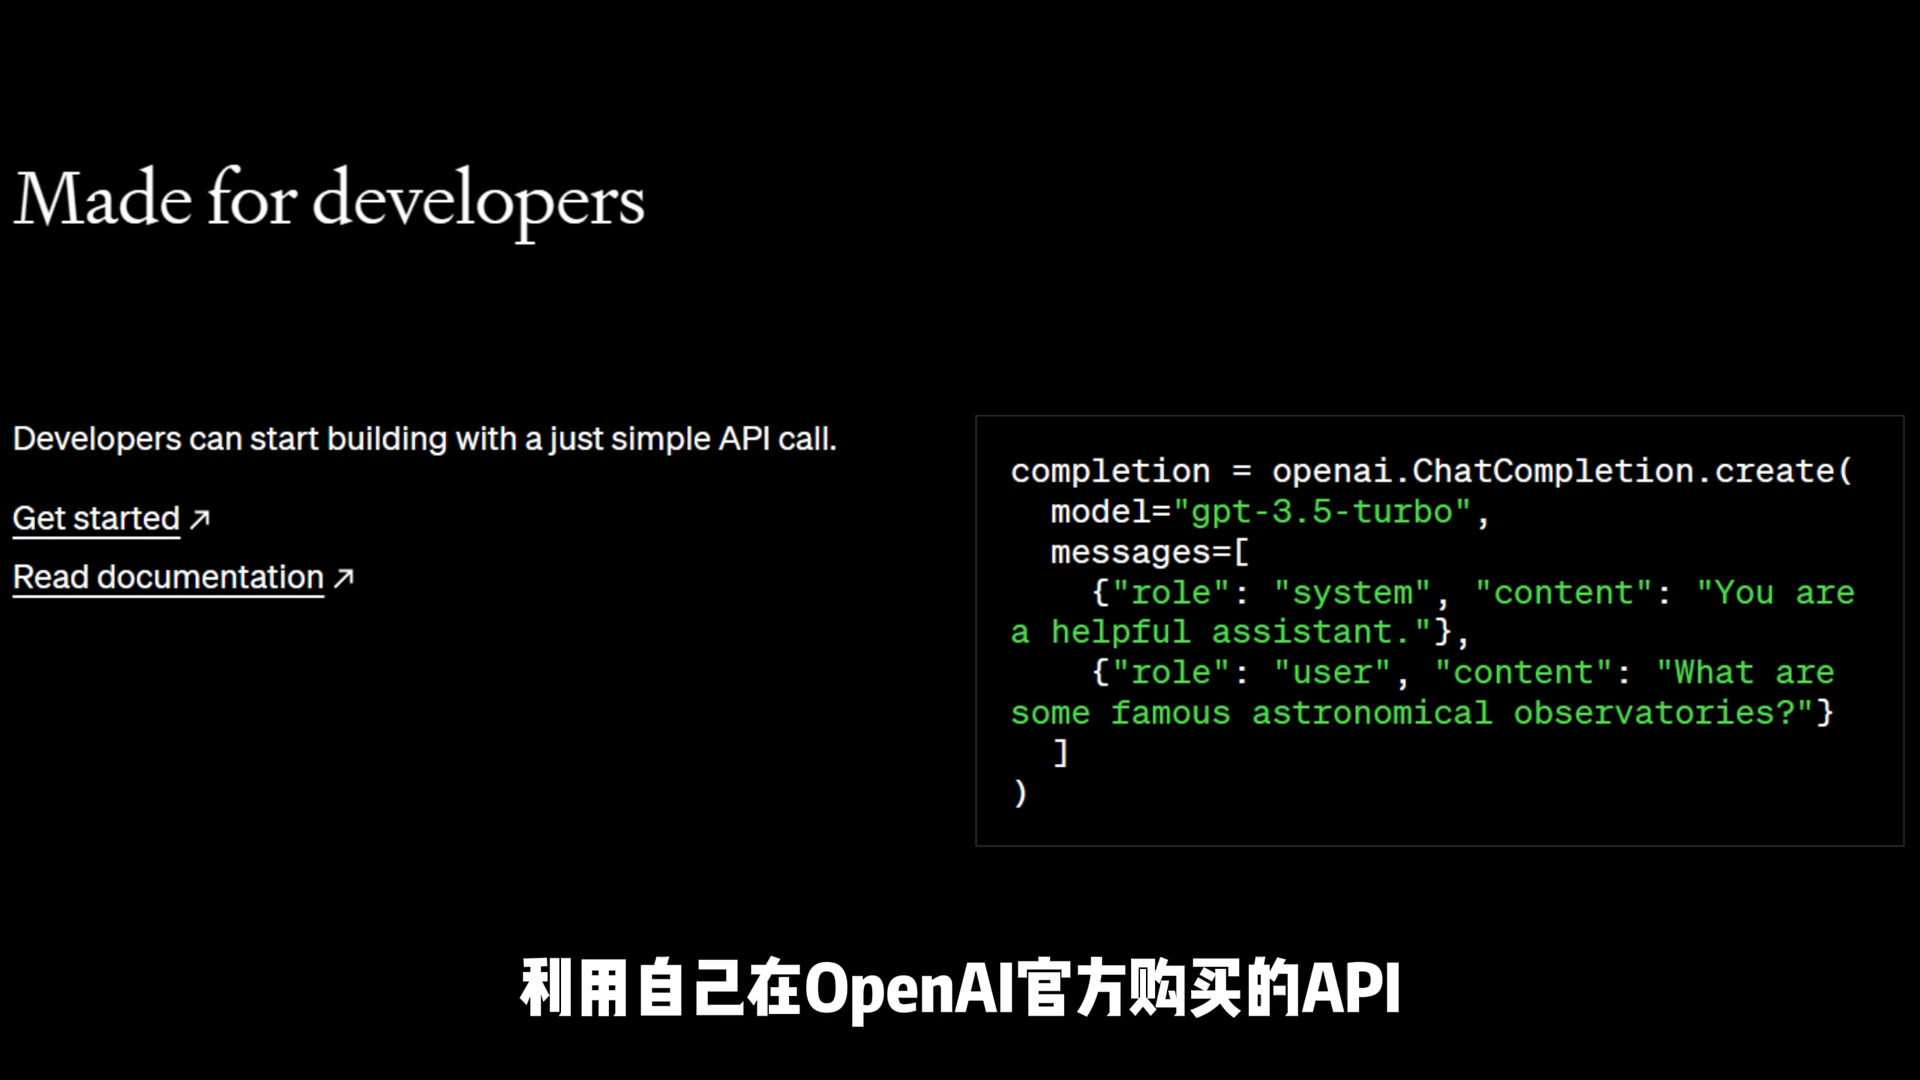 Made for developers
Developers can start building with a just simple API call.
Get started ↗
Read documentation ↗
completion = openai.ChatCompletion.create(
  model="gpt-3.5-turbo",
  messages=[
    {"role": "system", "content": "You are
a helpful assistant."},
    {"role": "user", "content": "What are
some famous astronomical observatories?"}
  ]
)
利用自己在OpenAI官方购买的API